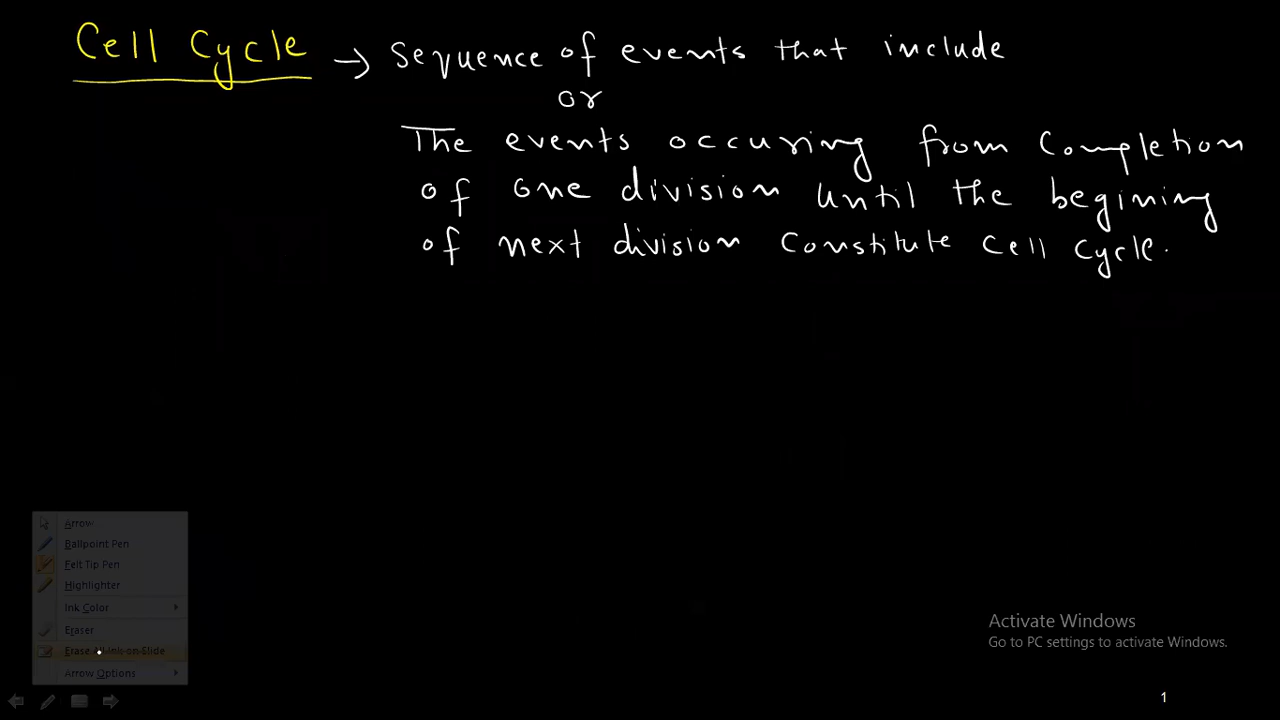 Cell Cycle → Sequence of events that include
or
The events occuring from Completion
of one division until the begining
of next division Constitute Cell Cycle.
Arrow
Ballpoint Pen
Felt Tip Pen
Highlighter
Ink Color
Eraser
Erase All Ink on Slide
Arrow Options
Activate Windows
Go to PC settings to activate Windows.
1